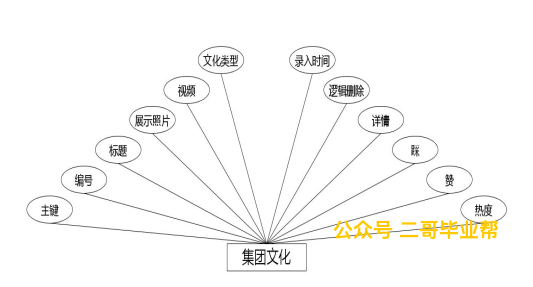 文化类型
录入时间
视频
逻辑删除
展示照片
详情
标题
踩
编号
赞
主键
热度
公众号 二哥毕业帮
集团文化